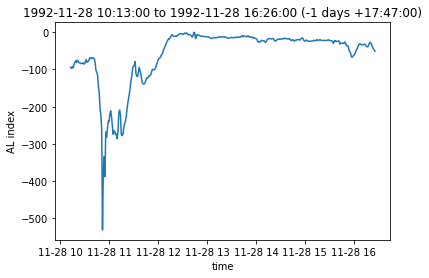 1992-11-28 10:13:00 to 1992-11-28 16:26:00 (-1 days +17:47:00)
0
−100
−200
−300
−400
−500
AL index
11-28 10 11-28 11 11-28 12 11-28 13 11-28 14 11-28 15 11-28 16
time